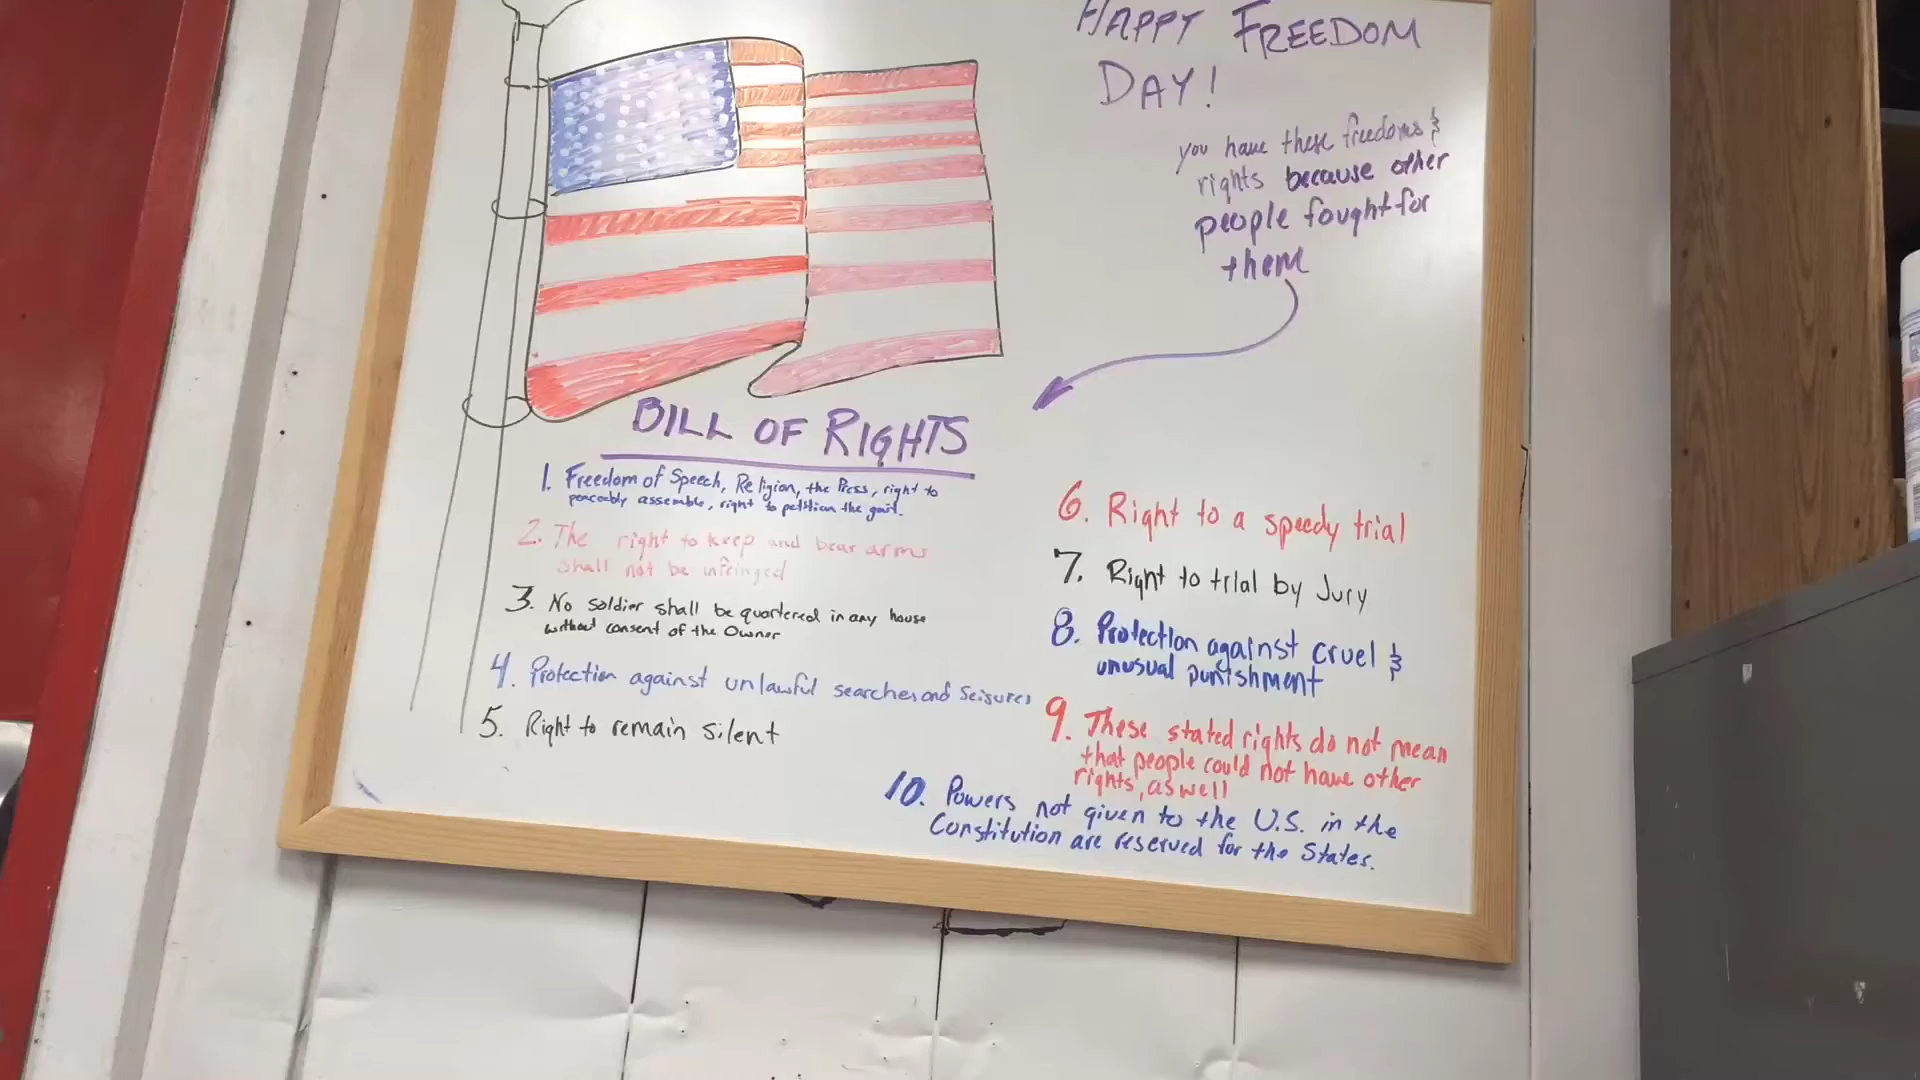 HAPPY FREEDOM
DAY!
you have these freedoms &
rights because other
people fought for
them
BILL OF RIGHTS
1. Freedom of Speech, Religion, the Press, right to
peaceably assemble, right to petition the govt.
2. The right to keep and bear arms
shall not be infringed
3. No soldier shall be quartered in any house
without consent of the Owner
4. Protection against unlawful searches and Seisures
5. Right to remain silent
6. Right to a speedy trial
7. Right to trial by Jury
8. Protection against cruel &
unusual punishment
9. These stated rights do not mean
that people could not have other
rights, as well
10. Powers not given to the U.S. in the
Constitution are reserved for the States.